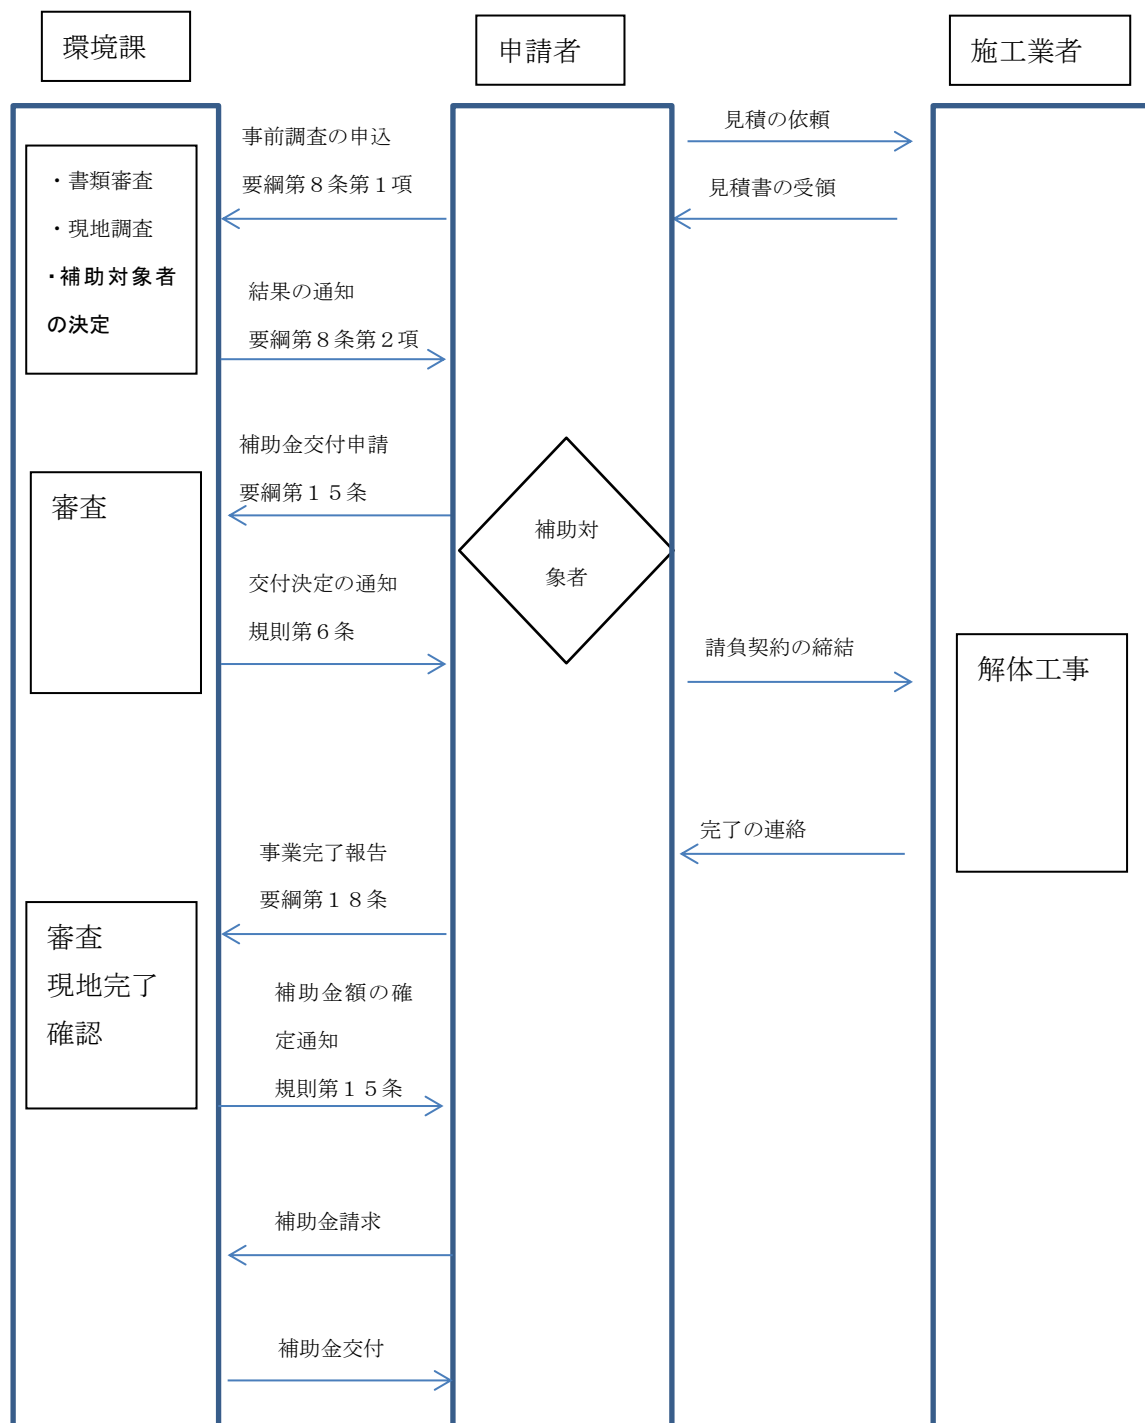 環境課
申請者
施工業者
事前調査の申込
要綱第８条第１項
見積の依頼
見積書の受領
・書類審査
・現地調査
・補助対象者
の決定
結果の通知
要綱第８条第２項
補助金交付申請
要綱第１５条
審査
補助対
象者
交付決定の通知
規則第６条
請負契約の締結
解体工事
完了の連絡
事業完了報告
要綱第１８条
審査
現地完了
確認
補助金額の確
定通知
規則第１５条
補助金請求
補助金交付